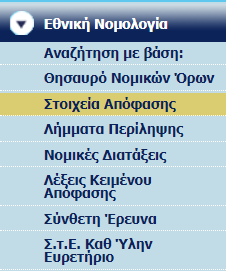 Εθνική Νομολογία
Αναζήτηση με βάση:
Θησαυρό Νομικών Όρων
Στοιχεία Απόφασης
Λήμματα Περίληψης
Νομικές Διατάξεις
Λέξεις Κειμένου
Απόφασης
Σύνθετη Έρευνα
Σ.τ.Ε. Καθ Ύλην
Ευρετήριο